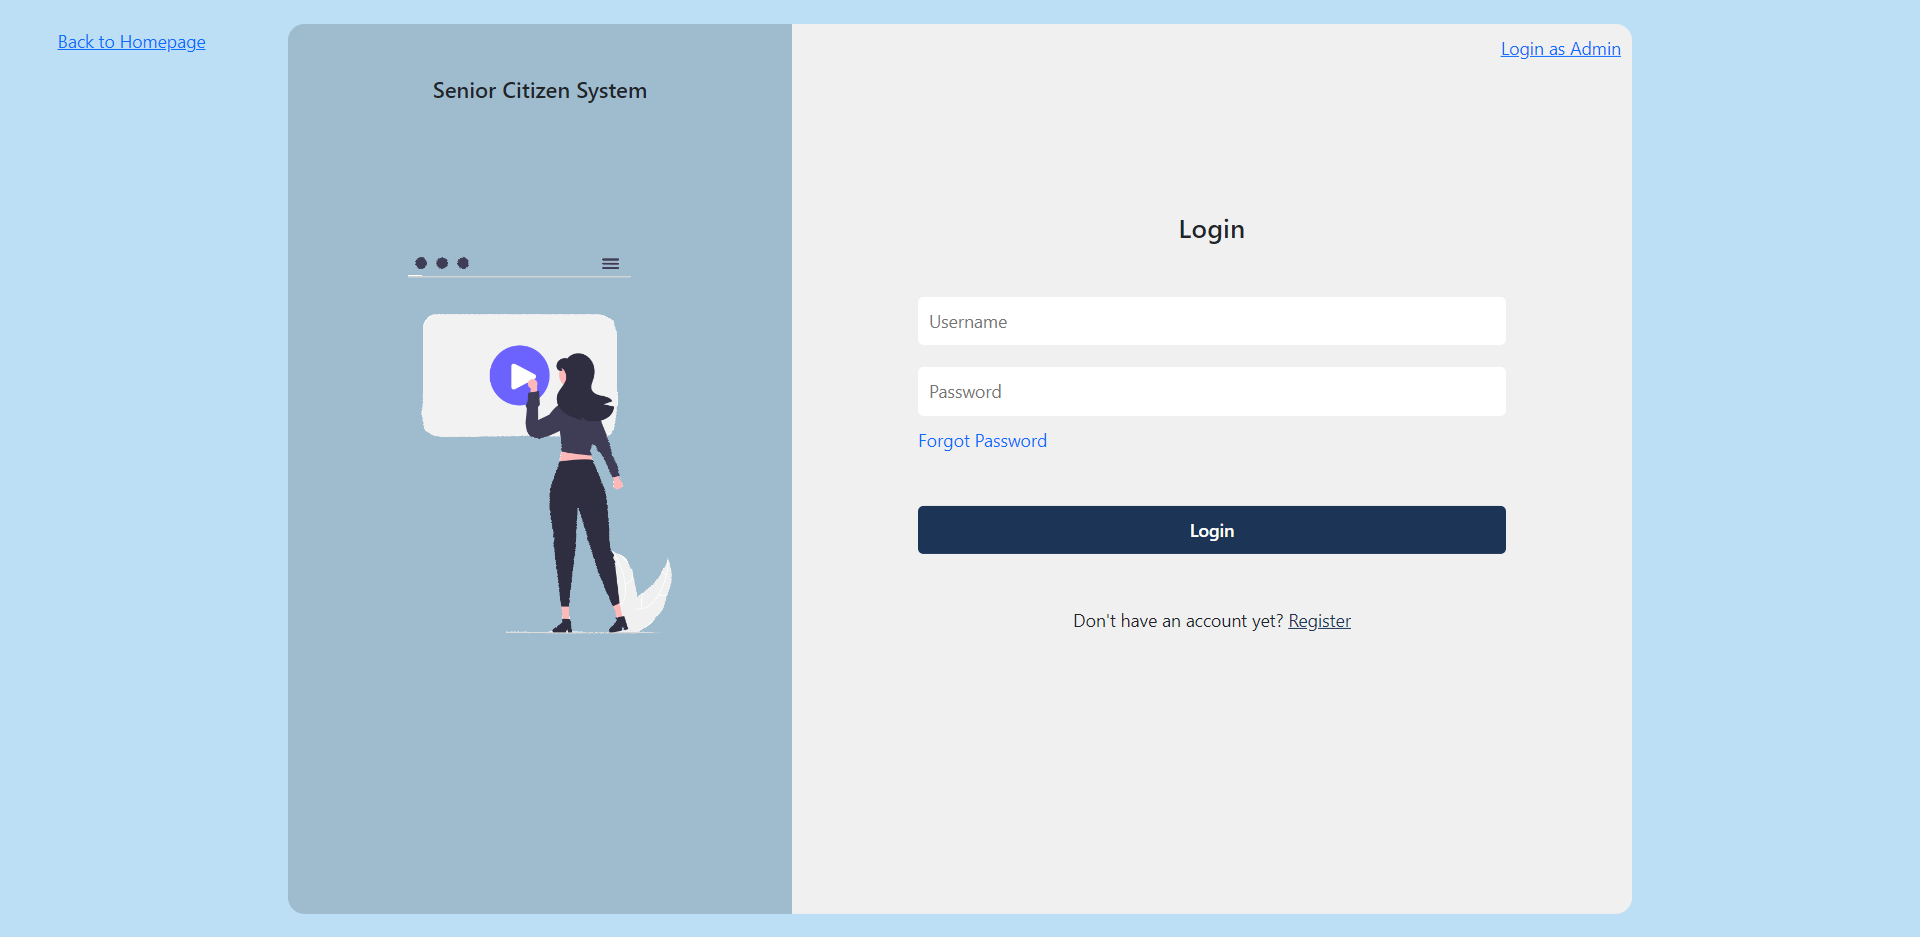 Back to Homepage
Senior Citizen System
Login as Admin
Login
Username
Password
Forgot Password
Login
Don't have an account yet? Register